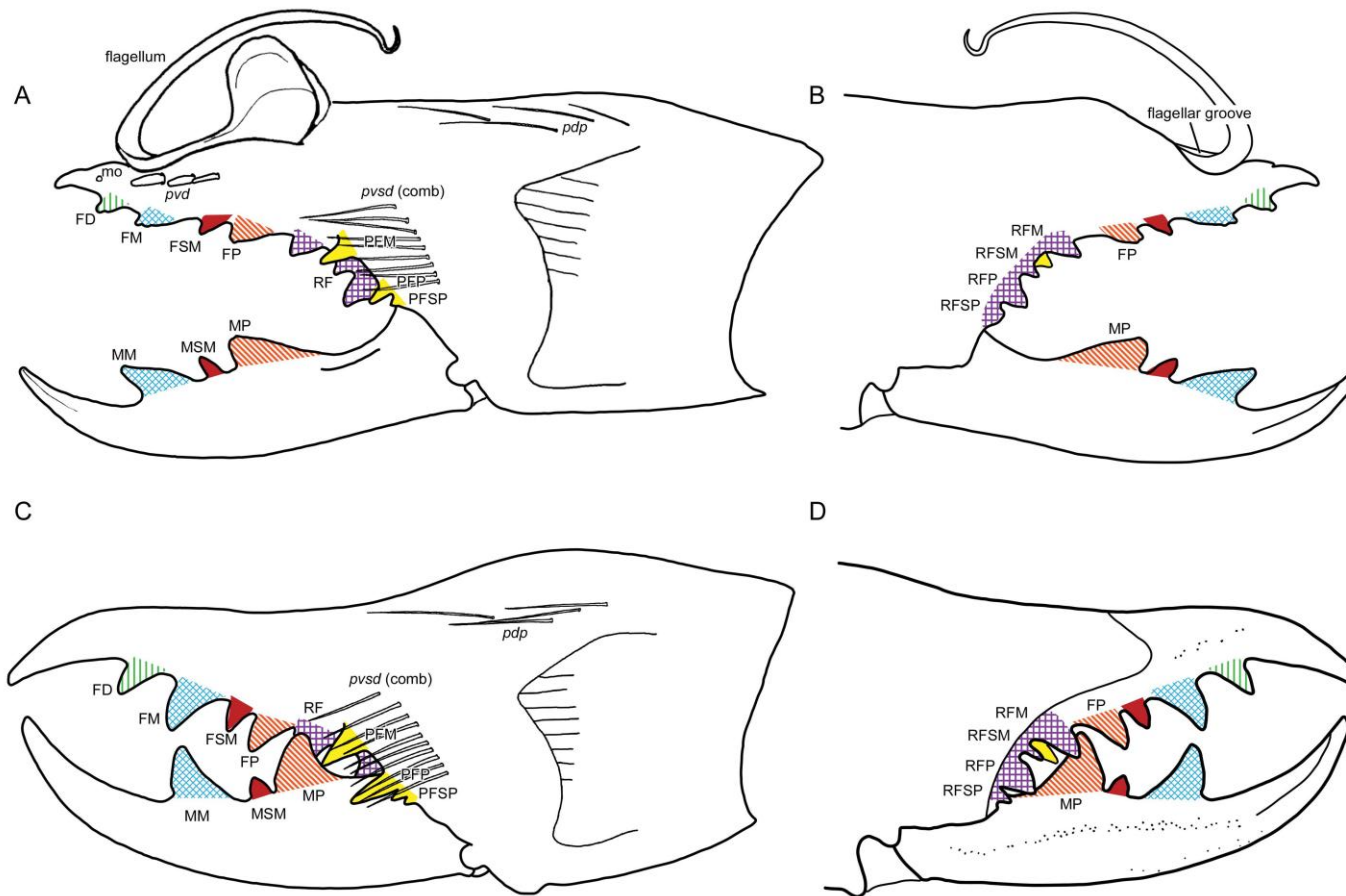 flagellum
A
mo
pvd
pdp
pvsd (comb)
FD
FM
FSM
FP
PFM
RF
PFP
PFSP
MP
MSM
MM
B
flagellar groove
RFM
RFSM
FP
RFP
RFSP
MP
C
pdp
pvsd (comb)
FD
RF
FM
PFM
FSM
FP
PFP
PFSP
MP
MM
MSM
D
FP
RFM
RFSM
RFP
RFSP
MP